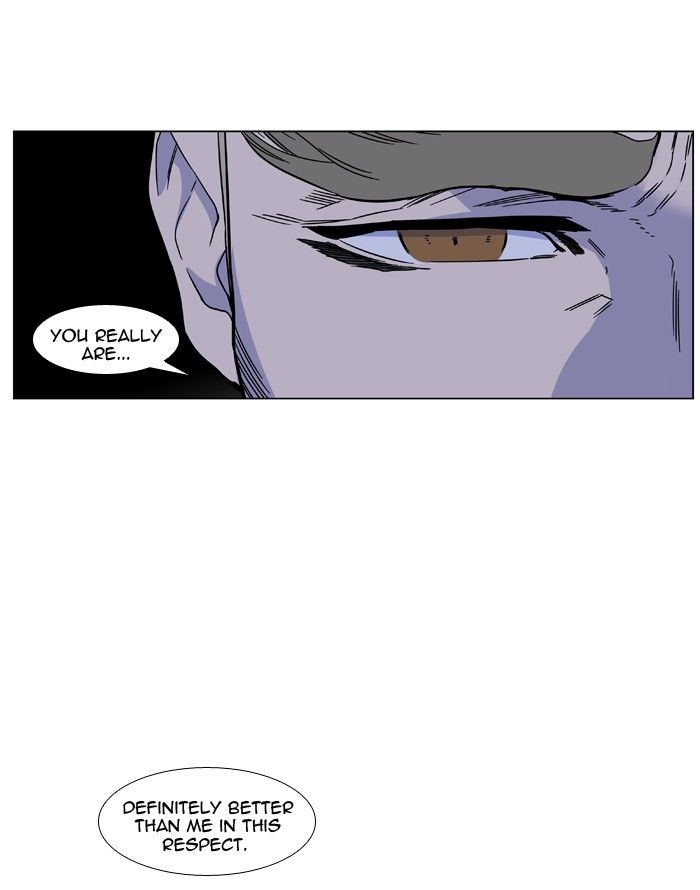 YOU REALLY
ARE...
DEFINITELY BETTER
THAN ME IN THIS
RESPECT.